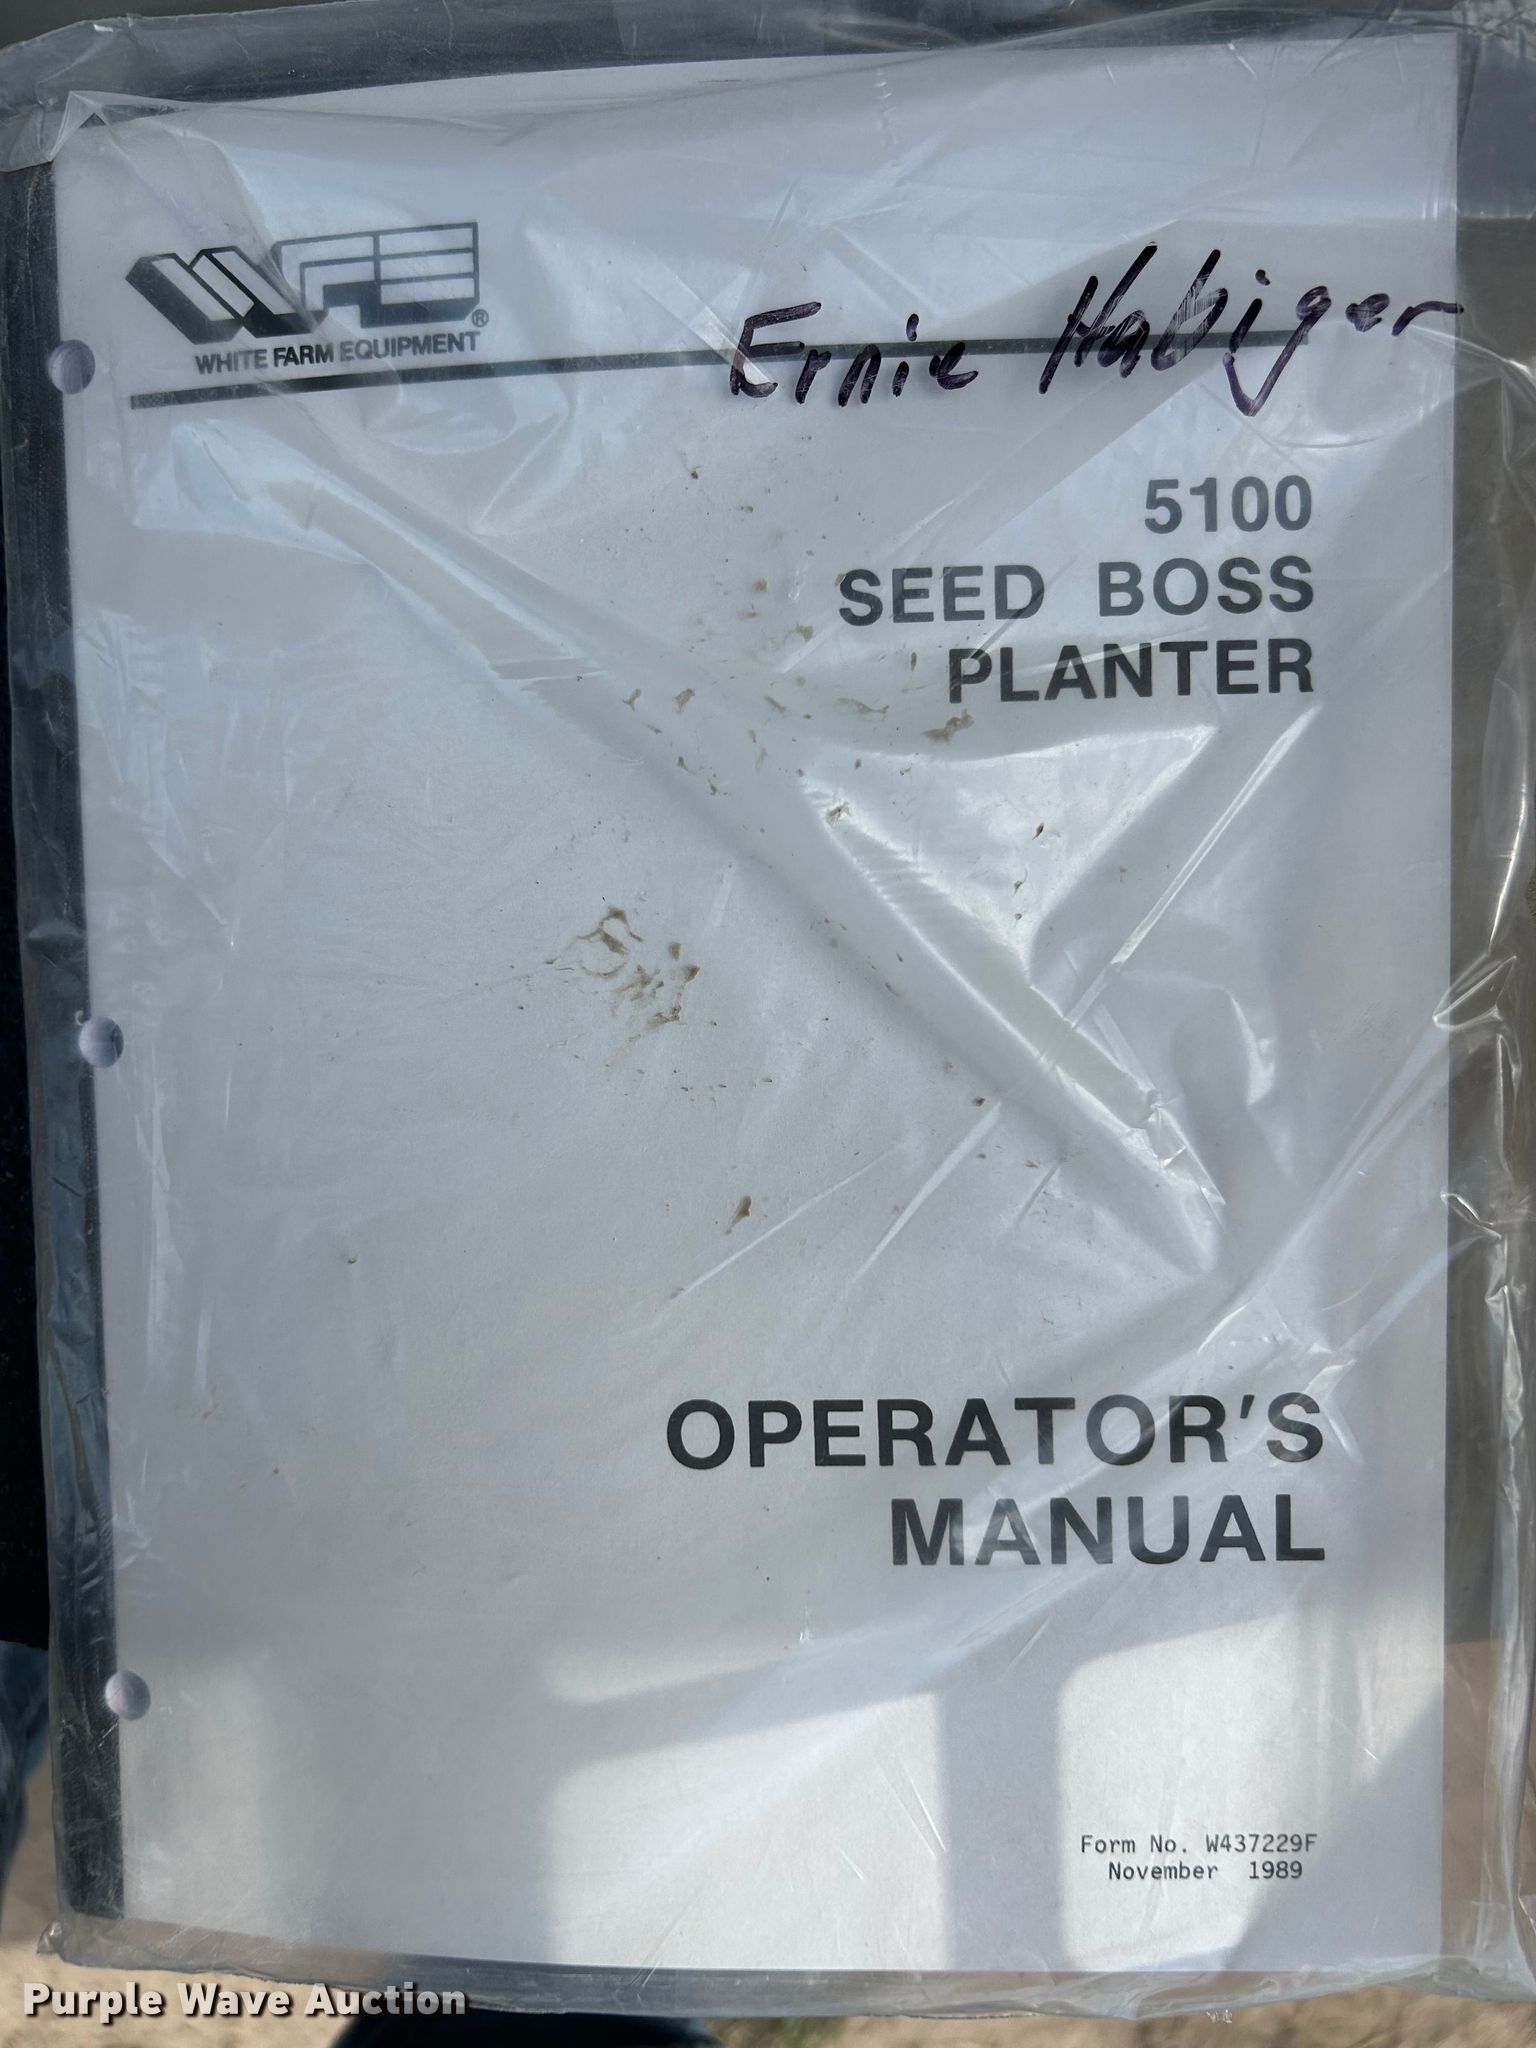 WFE®
WHITE FARM EQUIPMENT
Ernie Habiger
5100
SEED BOSS
PLANTER
OPERATOR'S
MANUAL
Form No. W437229F
November 1989
Purple Wave Auction